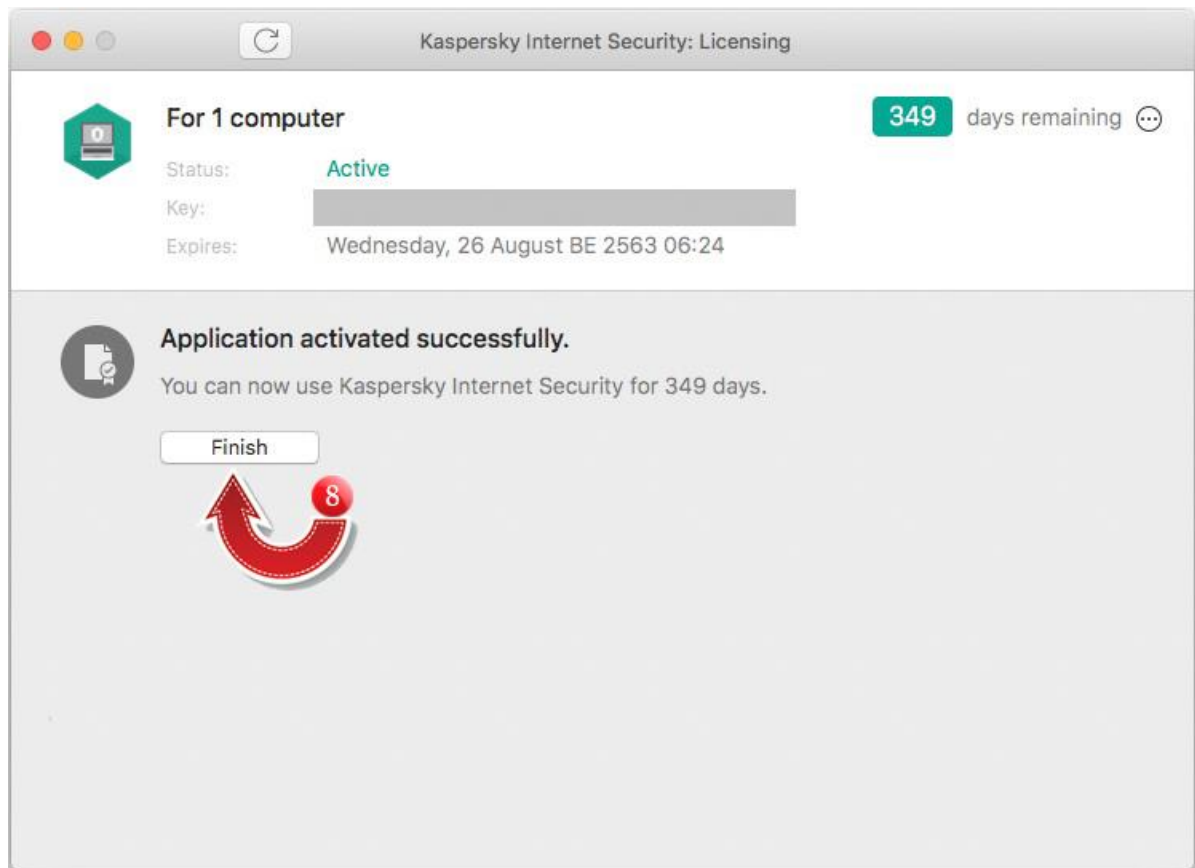 Kaspersky Internet Security: Licensing
For 1 computer
349 days remaining
Status: Active
Key:
Expires: Wednesday, 26 August BE 2563 06:24
Application activated successfully.
You can now use Kaspersky Internet Security for 349 days.
Finish
8